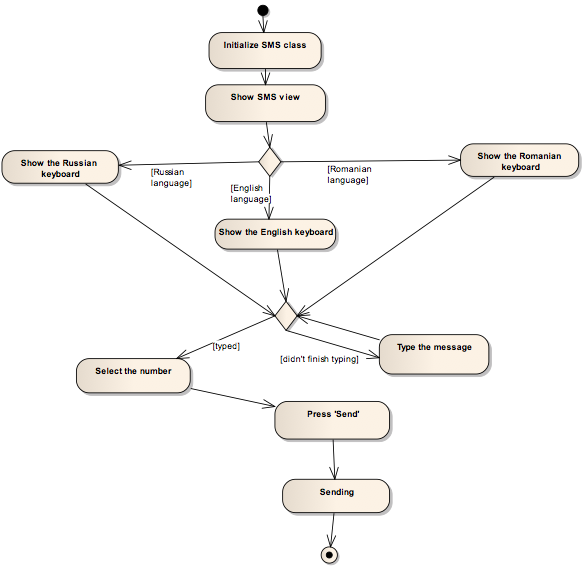 Initialize SMS class
Show SMS view
Show the Russian
keyboard
[Russian
language]
[English
language]
[Romanian
language]
Show the Romanian
keyboard
Show the English keyboard
[typed]
[didn't finish typing]
Type the message
Select the number
Press 'Send'
Sending